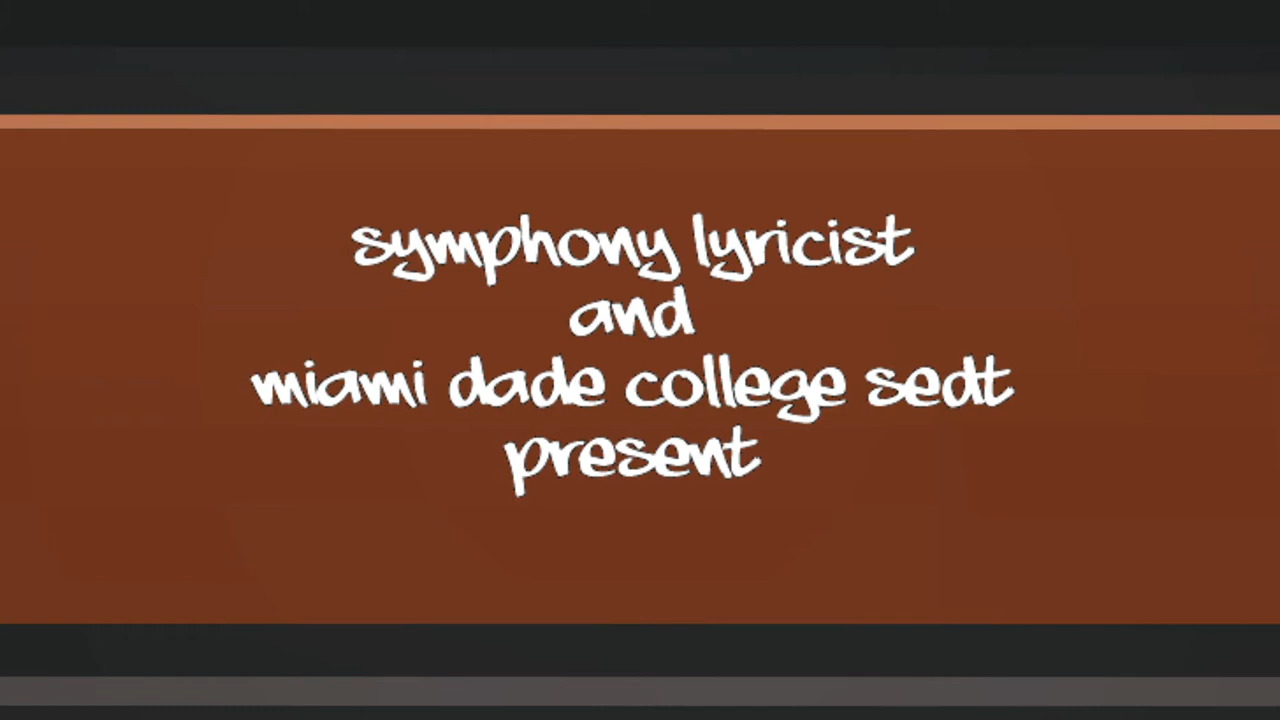 symphony lyricist
and
miami dade college sedt
present